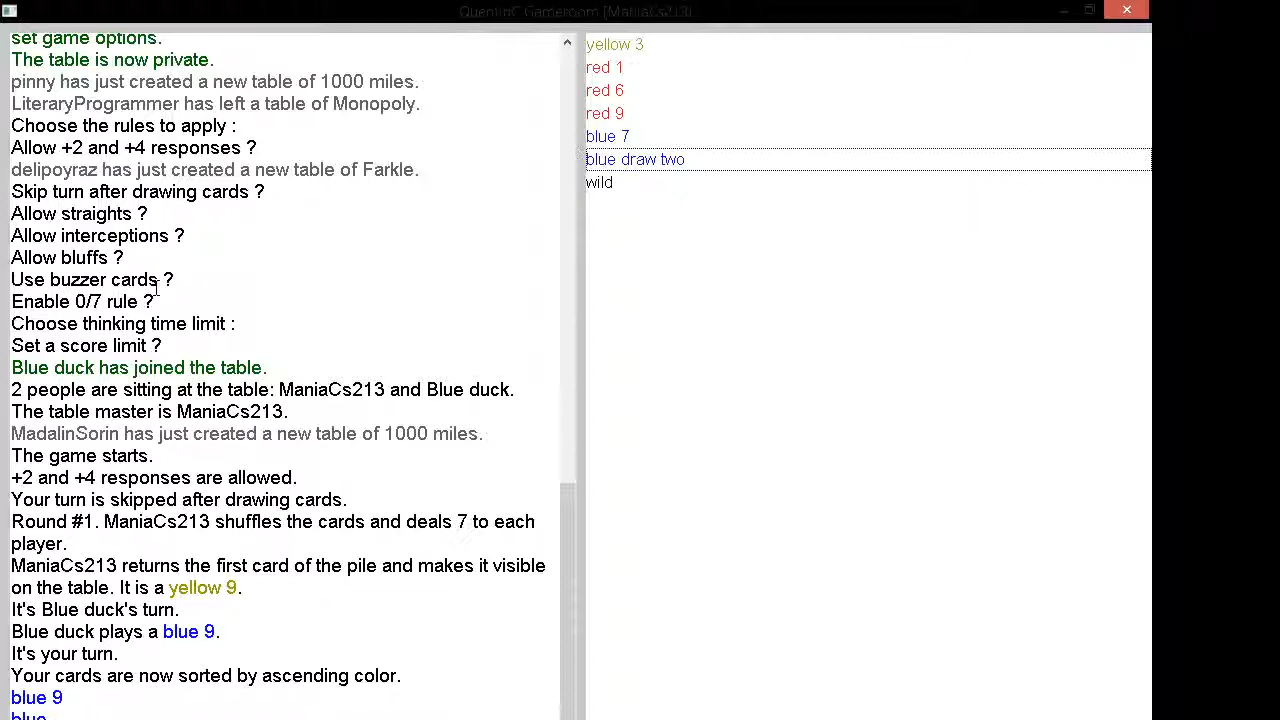 QuentinC Gameroom [ManiaCs213]
set game options.
The table is now private.
pinny has just created a new table of 1000 miles.
LiteraryProgrammer has left a table of Monopoly.
Choose the rules to apply :
Allow +2 and +4 responses ?
delipoyraz has just created a new table of Farkle.
Skip turn after drawing cards ?
Allow straights ?
Allow interceptions ?
Allow bluffs ?
Use buzzer cards ?
Enable 0/7 rule ?
Choose thinking time limit :
Set a score limit ?
Blue duck has joined the table.
2 people are sitting at the table: ManiaCs213 and Blue duck.
The table master is ManiaCs213.
MadalinSorin has just created a new table of 1000 miles.
The game starts.
+2 and +4 responses are allowed.
Your turn is skipped after drawing cards.
Round #1. ManiaCs213 shuffles the cards and deals 7 to each
player.
ManiaCs213 returns the first card of the pile and makes it visible
on the table. It is a yellow 9.
It's Blue duck's turn.
Blue duck plays a blue 9.
It's your turn.
Your cards are now sorted by ascending color.
blue 9
blue
yellow 3
red 1
red 6
red 9
blue 7
blue draw two
wild